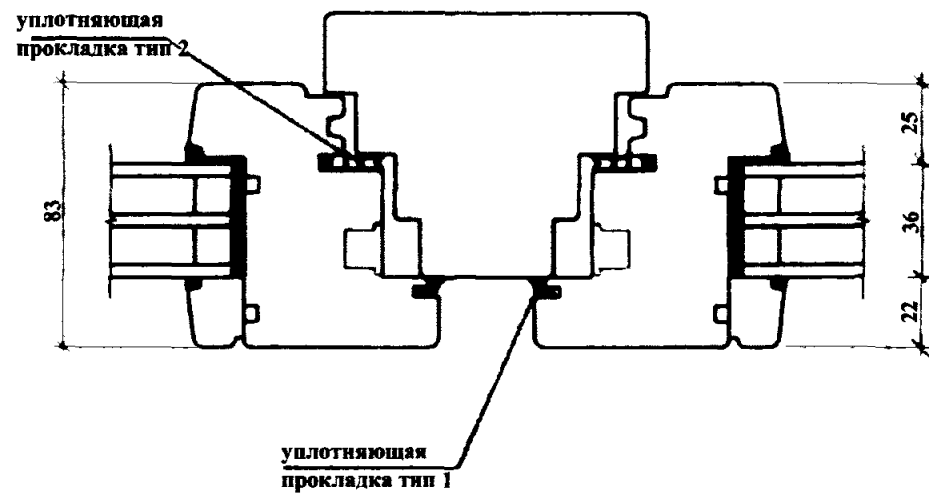 уплотняющая
прокладка тип 2
83
25
36
22
уплотняющая
прокладка тип 1